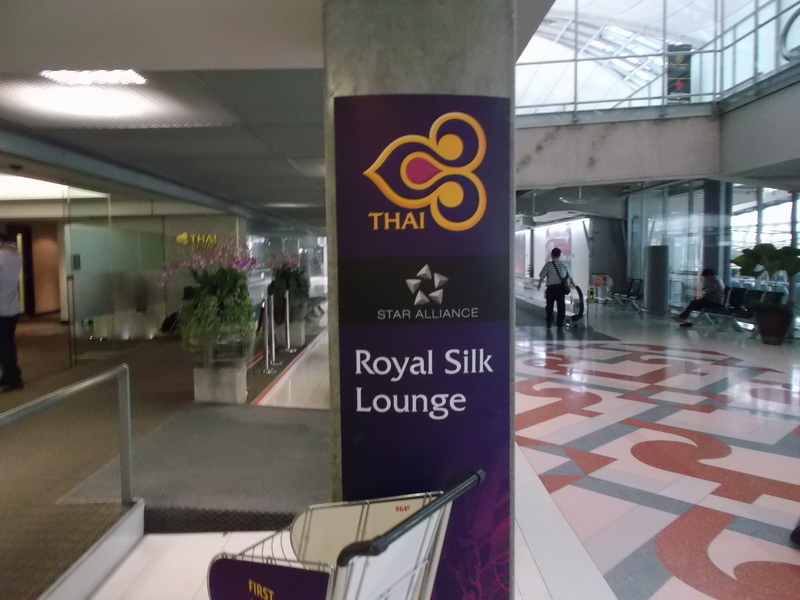 THAI
STAR ALLIANCE
Royal Silk
Lounge
THAI
FIRST